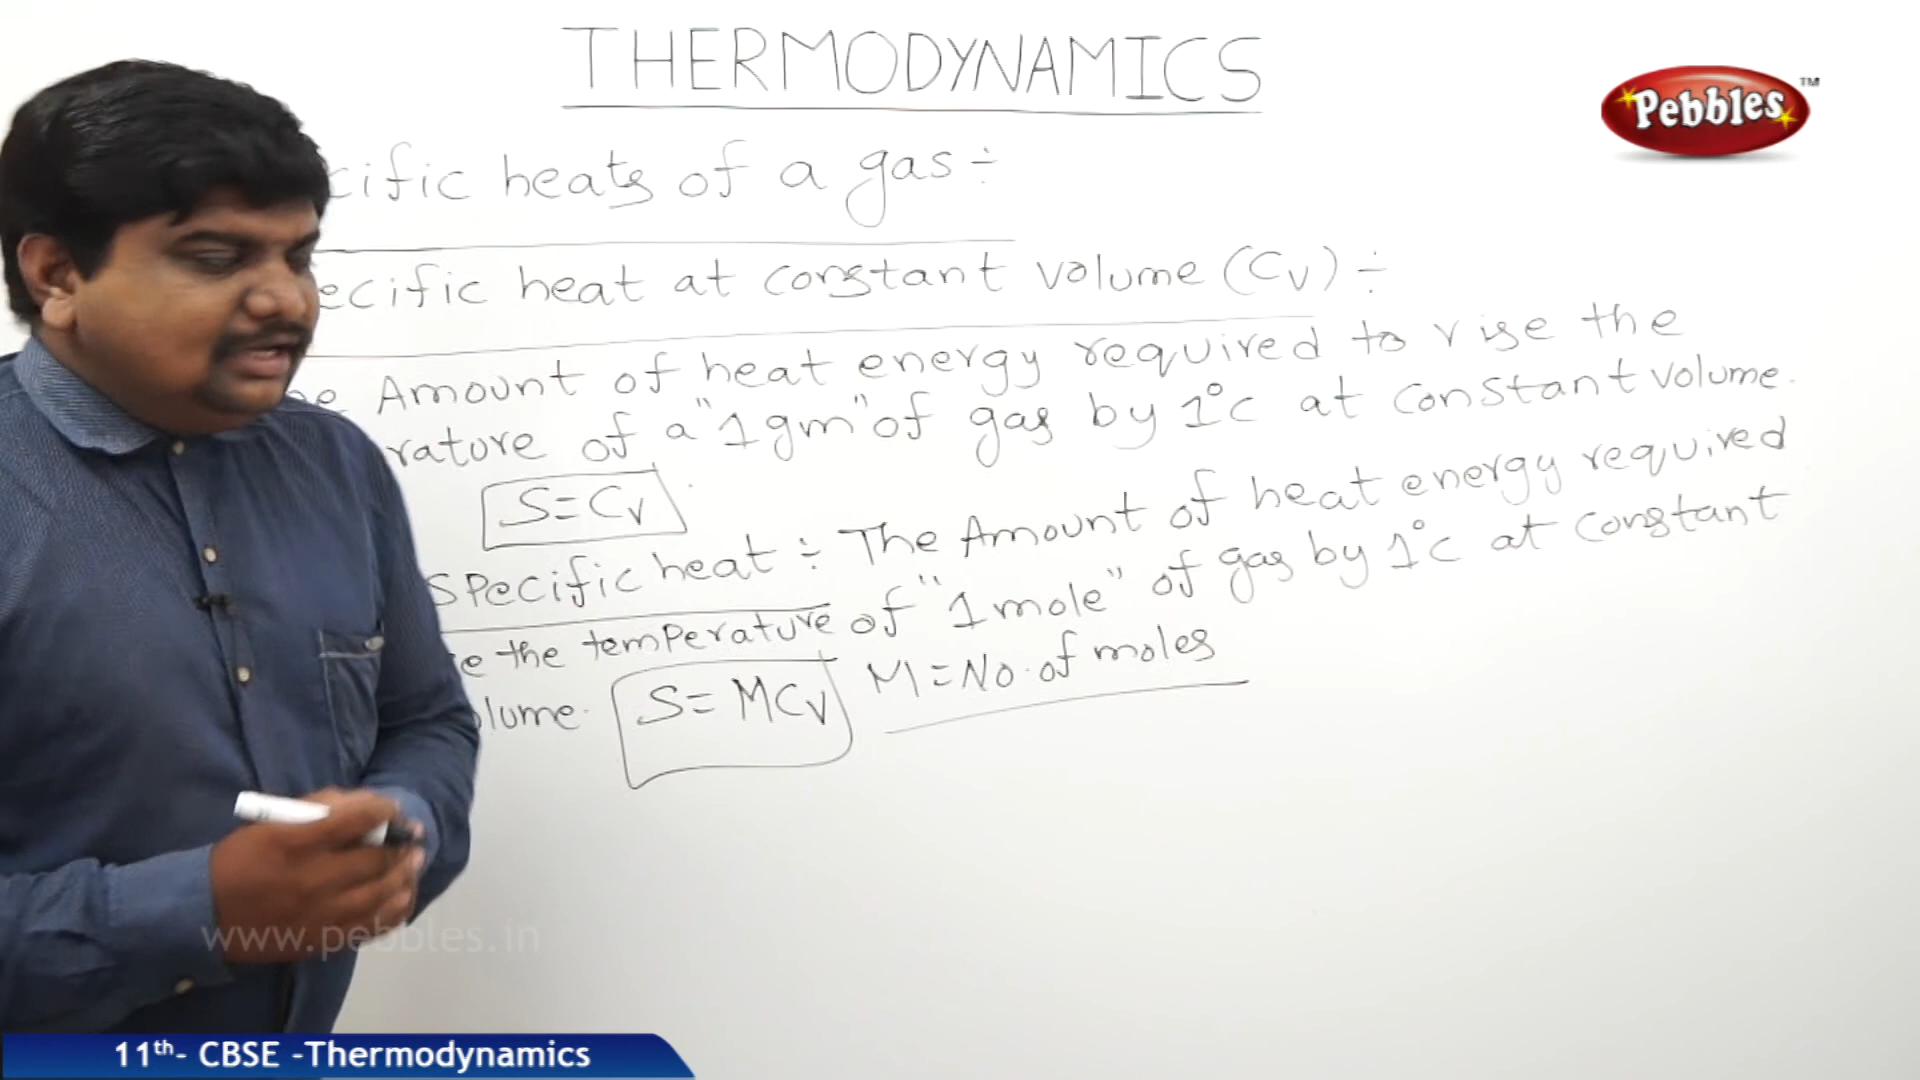 THERMODYNAMICS
Pebbles™
cific heats of a gas ÷
ecific heat at constant volume (Cv) ÷
Amount of heat energy required to rise the
rature of a "1gm" of gas by 1°c at constant volume.
S=Cv
Specific heat ÷ The Amount of heat energy required
e the temperature of "1mole" of gas by 1°c at constant
lume. S=MCv M=No.of moles
www.pebbles.in
11th- CBSE -Thermodynamics